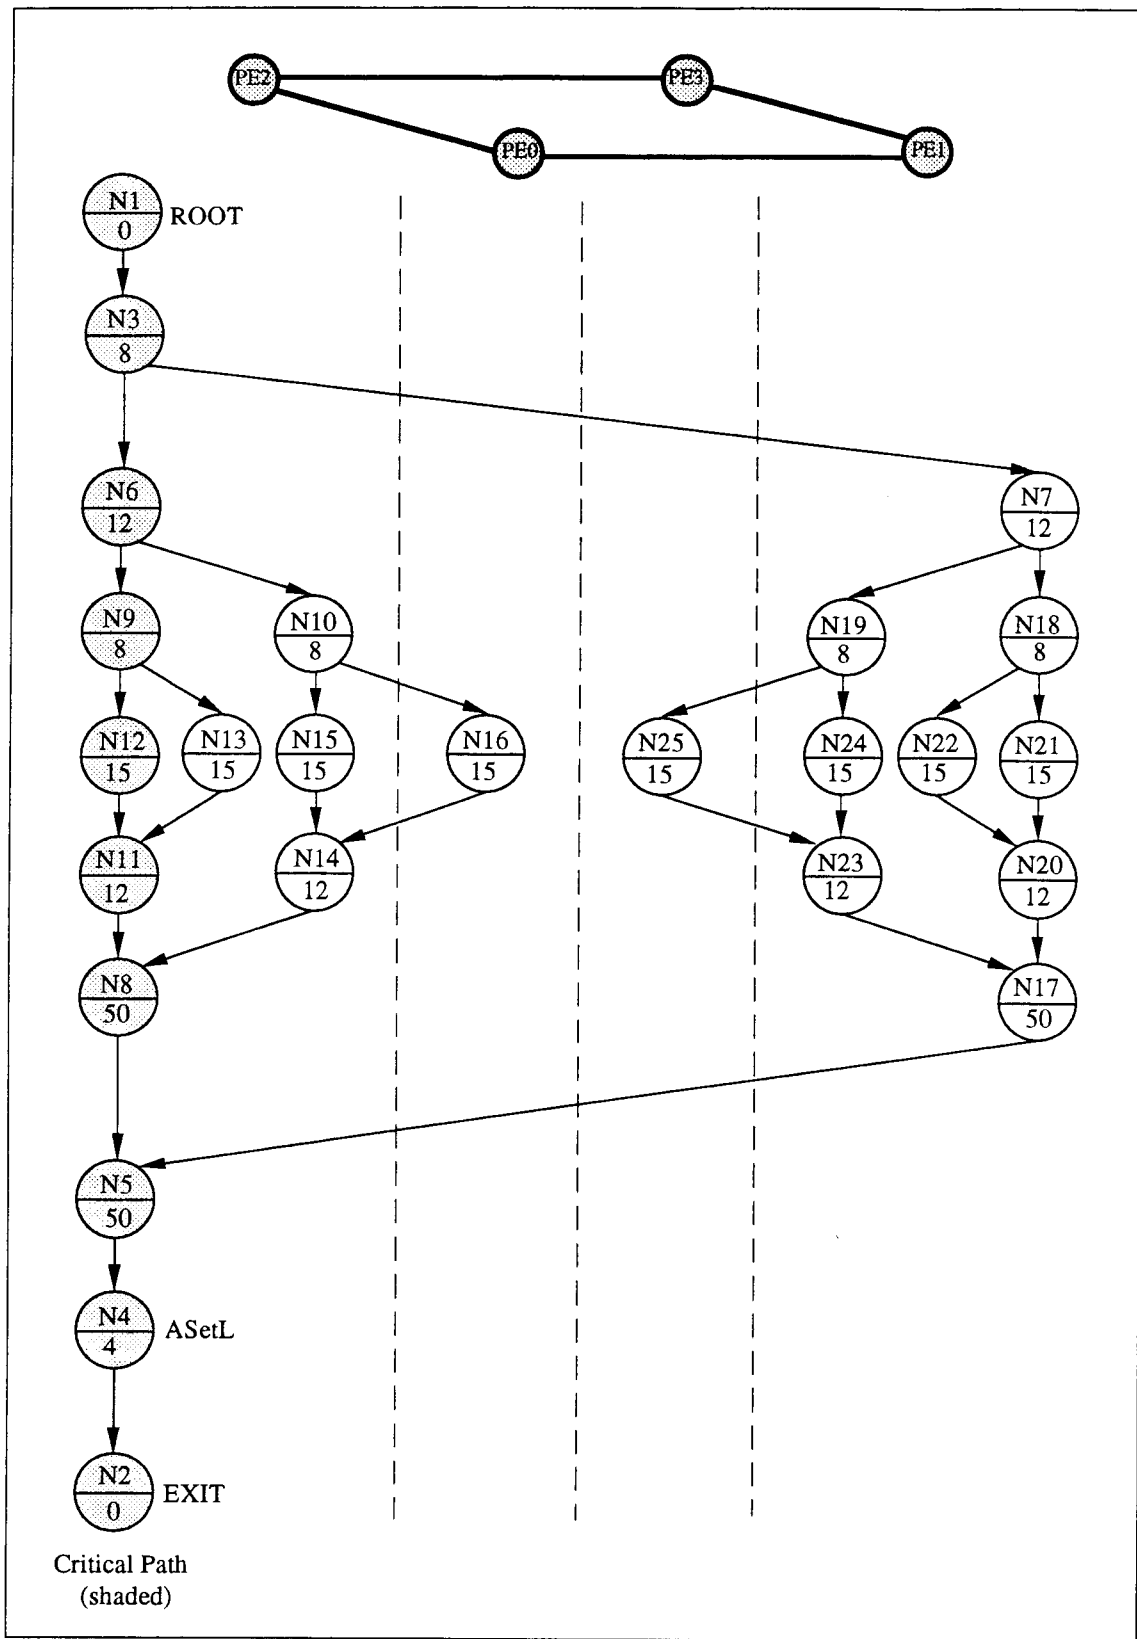 PE2
PE3
PE0
PE1
N1
0
ROOT
N3
8
N6
12
N7
12
N9
8
N10
8
N19
8
N18
8
N12
15
N13
15
N15
15
N16
15
N25
15
N24
15
N22
15
N21
15
N11
12
N14
12
N23
12
N20
12
N8
50
N17
50
N5
50
N4
4
ASetL
N2
0
EXIT
Critical Path
(shaded)